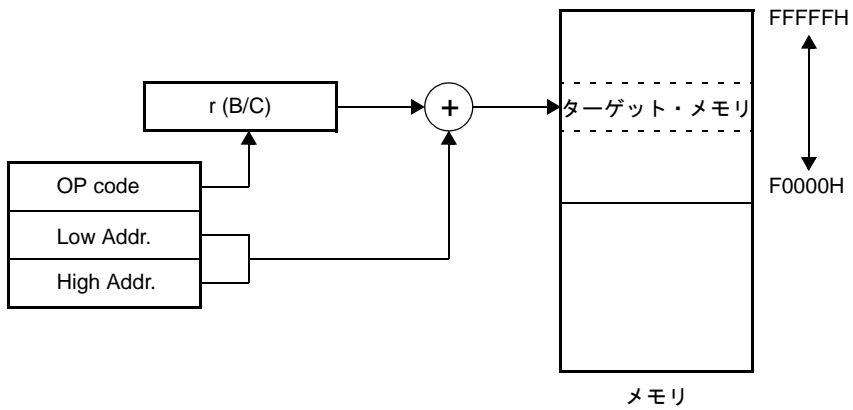 FFFFFH
r (B/C)
+
ターゲット・メモリ
OP code
F0000H
Low Addr.
High Addr.
メモリ